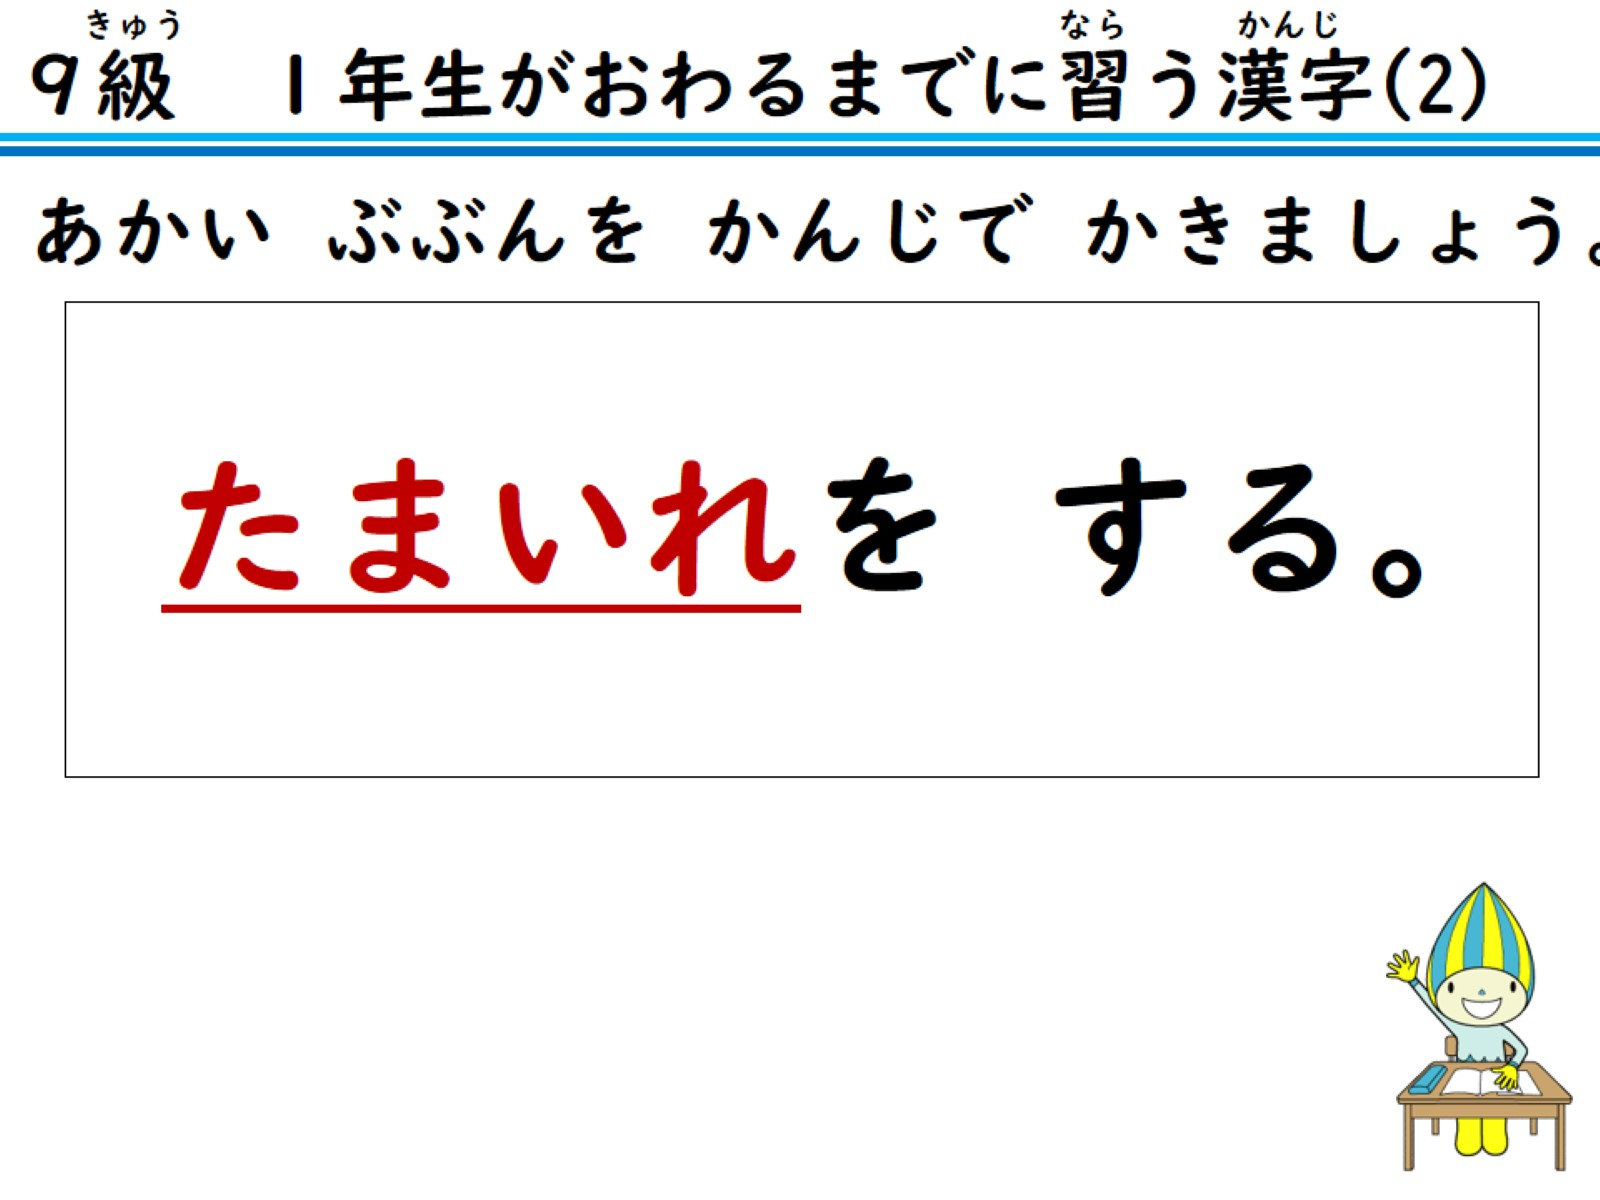 きゅう なら かんじ
9級 1年生がおわるまでに習う漢字(2)
あかい ぶぶんを かんじで かきましょう。
たまいれを する。